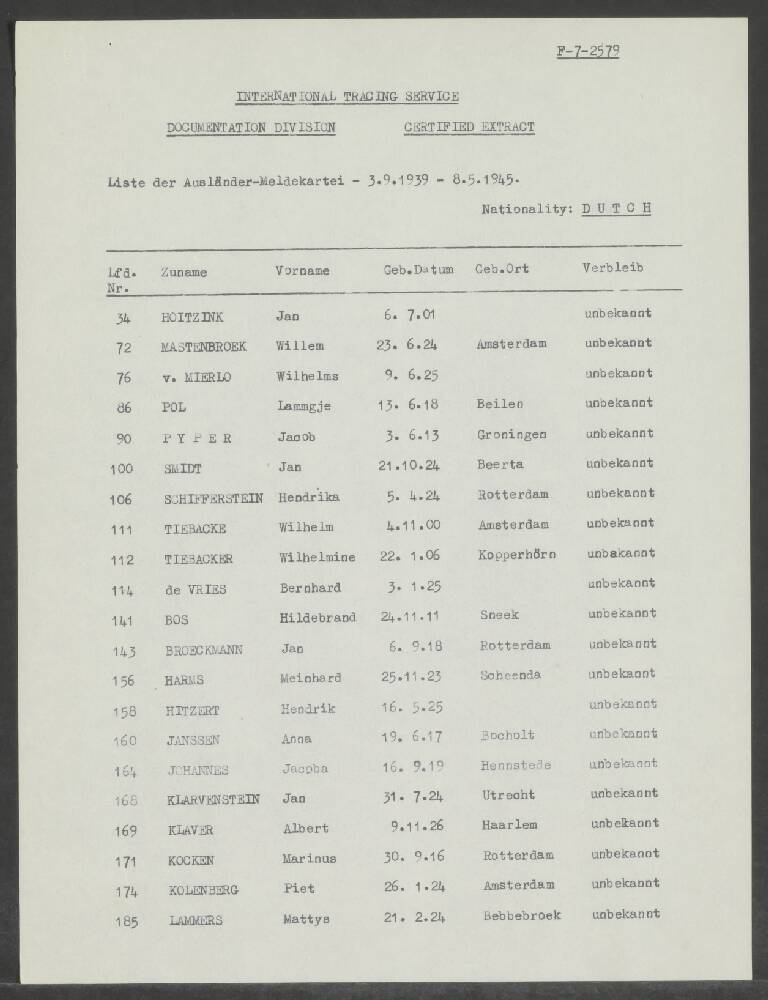 F-7-2579
INTERNATIONAL TRACING SERVICE
DOCUMENTATION DIVISION CERTIFIED EXTRACT
Liste der Ausländer-Meldekartei - 3.9.1939 - 8.5.1945.
Nationality: D U T C H
Lfd. Zuname Vorname Geb.Datum Geb.Ort Verbleib
Nr.
34 HOITZINK Jan 6. 7.01 unbekannt
72 MASTENBROEK Willem 23. 6.24 Amsterdam unbekannt
76 v. MIERLO Wilhelms 9. 6.25 unbekannt
86 POL Lammgje 13. 6.18 Beilen unbekannt
90 P Y P E R Jacob 3. 6.13 Groningen unbekannt
100 SMIDT Jan 21.10.24 Beerta unbekannt
106 SCHIFFERSTEIN Hendrika 5. 4.24 Rotterdam unbekannt
111 TIEBACKE Wilhelm 4.11.00 Amsterdam unbekannt
112 TIEBACKER Wilhelmine 22. 1.06 Kopperhörn unbekannt
114 de VRIES Bernhard 3. 1.25 unbekannt
141 BOS Hildebrand 24.11.11 Sneek unbekannt
143 BROECKMANN Jan 6. 9.18 Rotterdam unbekannt
156 HARMS Meinhard 25.11.23 Scheenda unbekannt
158 HITZERT Hendrik 16. 5.25 unbekannt
160 JANSSEN Anna 19. 6.17 Bocholt unbekannt
164 JOHANNES Jacoba 16. 9.19 Hennstede unbekannt
168 KLARVENSTEIN Jan 31. 7.24 Utrecht unbekannt
169 KLAVER Albert 9.11.26 Haarlem unbekannt
171 KOCKEN Marinus 30. 9.16 Rotterdam unbekannt
174 KOLENBERG Piet 26. 1.24 Amsterdam unbekannt
185 LAMMERS Mattys 21. 2.24 Bebbebroek unbekannt